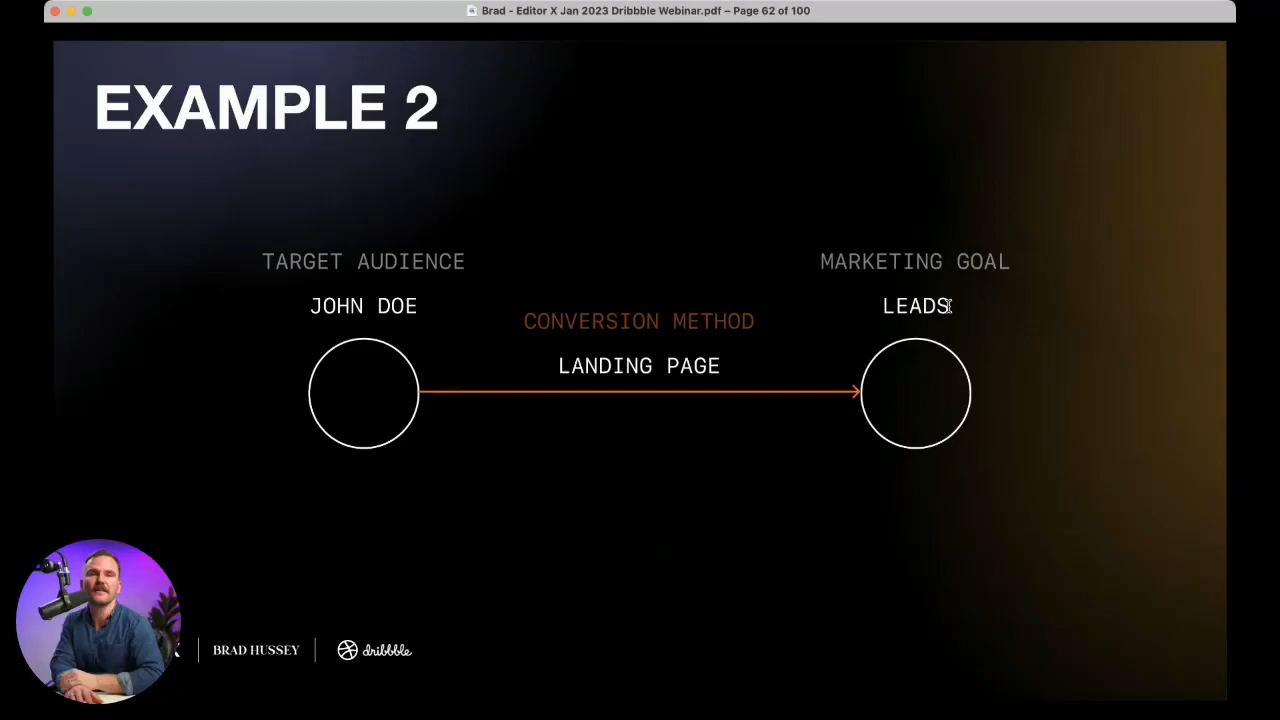 Brad - Editor X Jan 2023 Dribbble Webinar.pdf – Page 62 of 100
EXAMPLE 2
TARGET AUDIENCE
MARKETING GOAL
JOHN DOE
LEADS
CONVERSION METHOD
LANDING PAGE
BRAD HUSSEY
dribbble